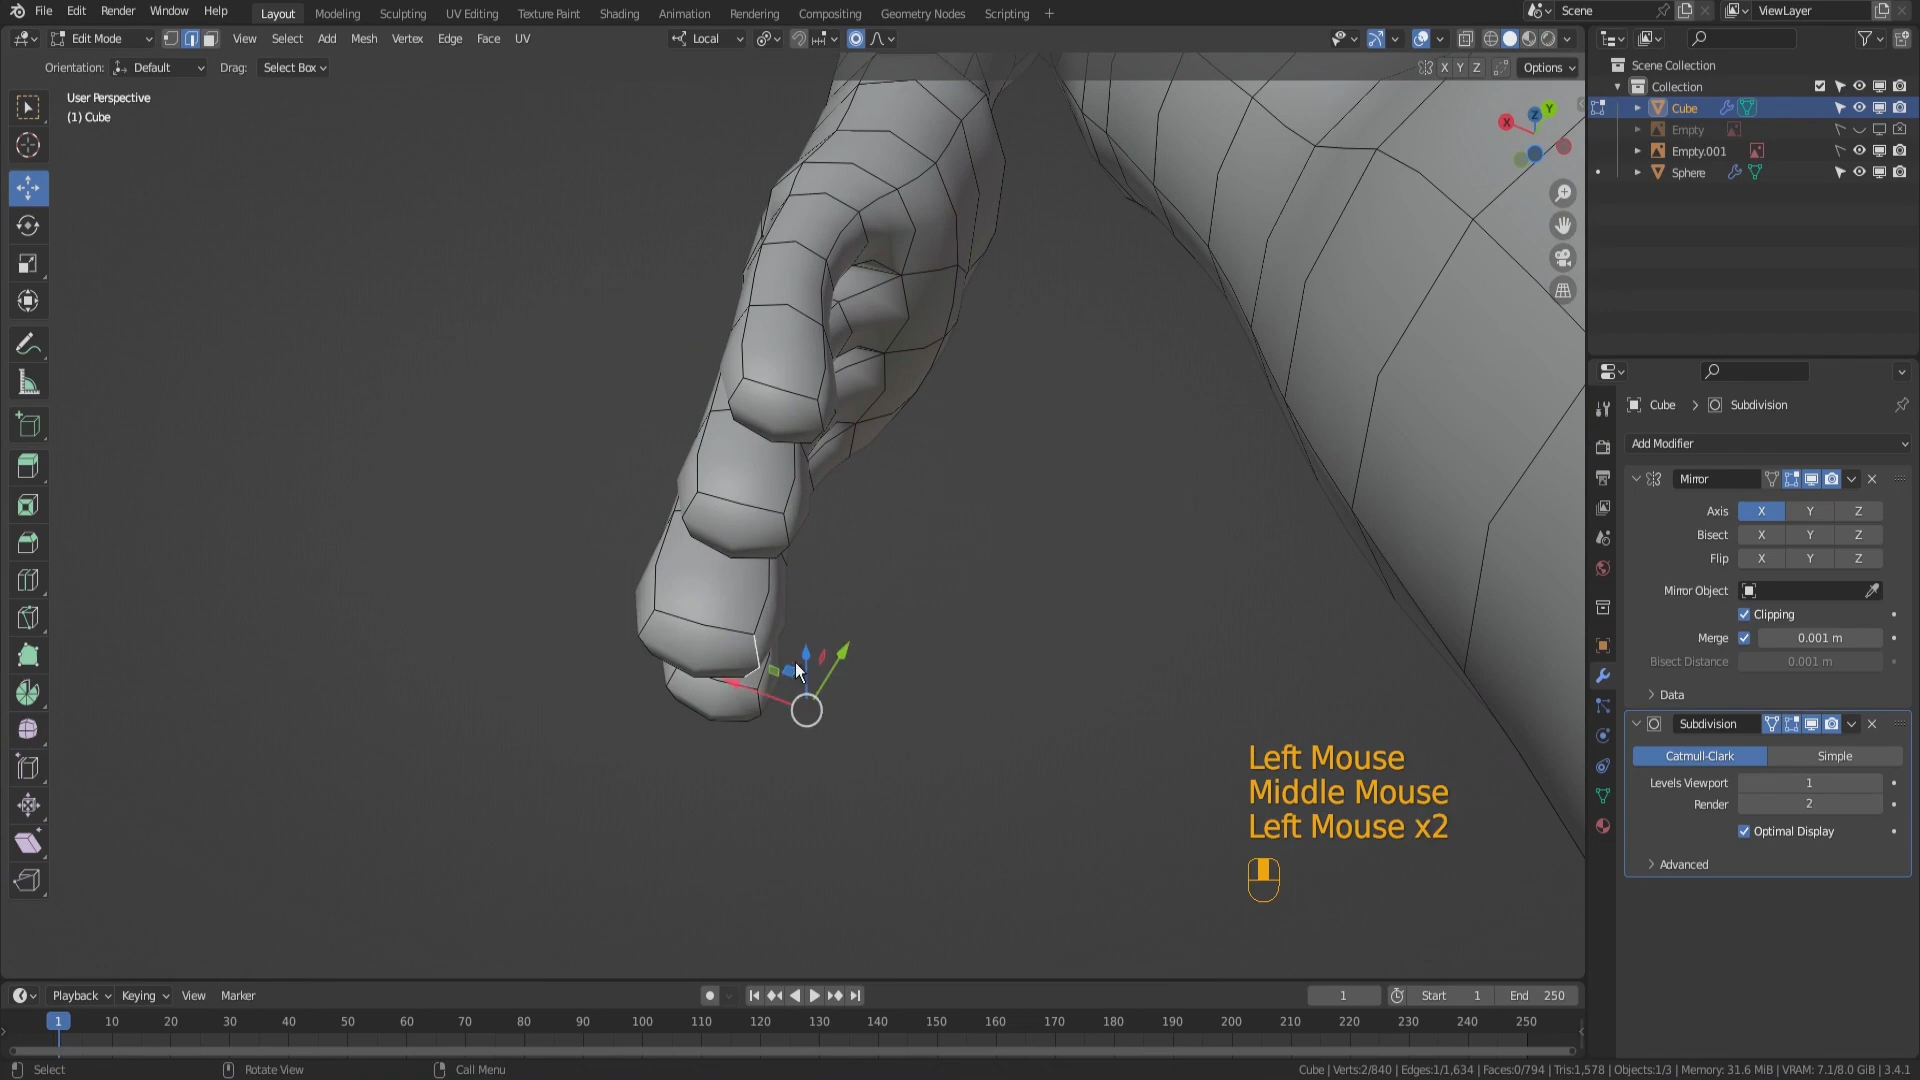 File Edit Render Window Help Layout Modeling Sculpting UV Editing Texture Paint Shading Animation Rendering Compositing Geometry Nodes Scripting + Scene ViewLayer
Edit Mode View Select Add Mesh Vertex Edge Face UV Local
Orientation: Default Drag: Select Box X Y Z Options
User Perspective
(1) Cube
X Y Z
Scene Collection
Collection
Cube
Empty
Empty.001
Sphere
Cube > Subdivision
Add Modifier
Mirror
Axis X Y Z
Bisect X Y Z
Flip X Y Z
Mirror Object
Clipping
Merge 0.001 m
Bisect Distance 0.001 m
Data
Subdivision
Catmull-Clark Simple
Levels Viewport 1
Render 2
Optimal Display
Advanced
Left Mouse
Middle Mouse
Left Mouse x2
Playback Keying View Marker 1 Start 1 End 250
1 10 20 30 40 50 60 70 80 90 100 110 120 130 140 150 160 170 180 190 200 210 220 230 240 250
Select Rotate View Call Menu Cube | Verts:2/840 | Edges:1/1,634 | Faces:0/794 | Tris:1,578 | Objects:1/3 | Memory: 31.6 MiB | VRAM: 7.1/8.0 GiB | 3.4.1